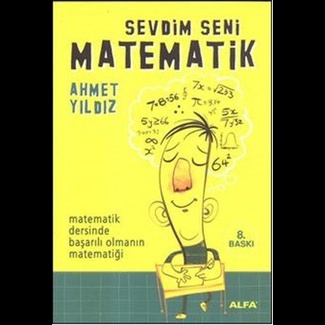 SEVDİM SENİ
MATEMATİK
AHMET
YILDIZ
matematik
dersinde
başarılı olmanın
matematiği
8.
BASKI
ALFA